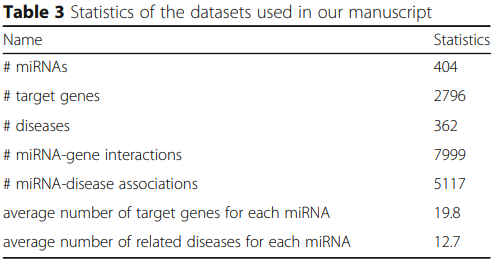 Table 3 Statistics of the datasets used in our manuscript
Name Statistics
# miRNAs 404
# target genes 2796
# diseases 362
# miRNA-gene interactions 7999
# miRNA-disease associations 5117
average number of target genes for each miRNA 19.8
average number of related diseases for each miRNA 12.7